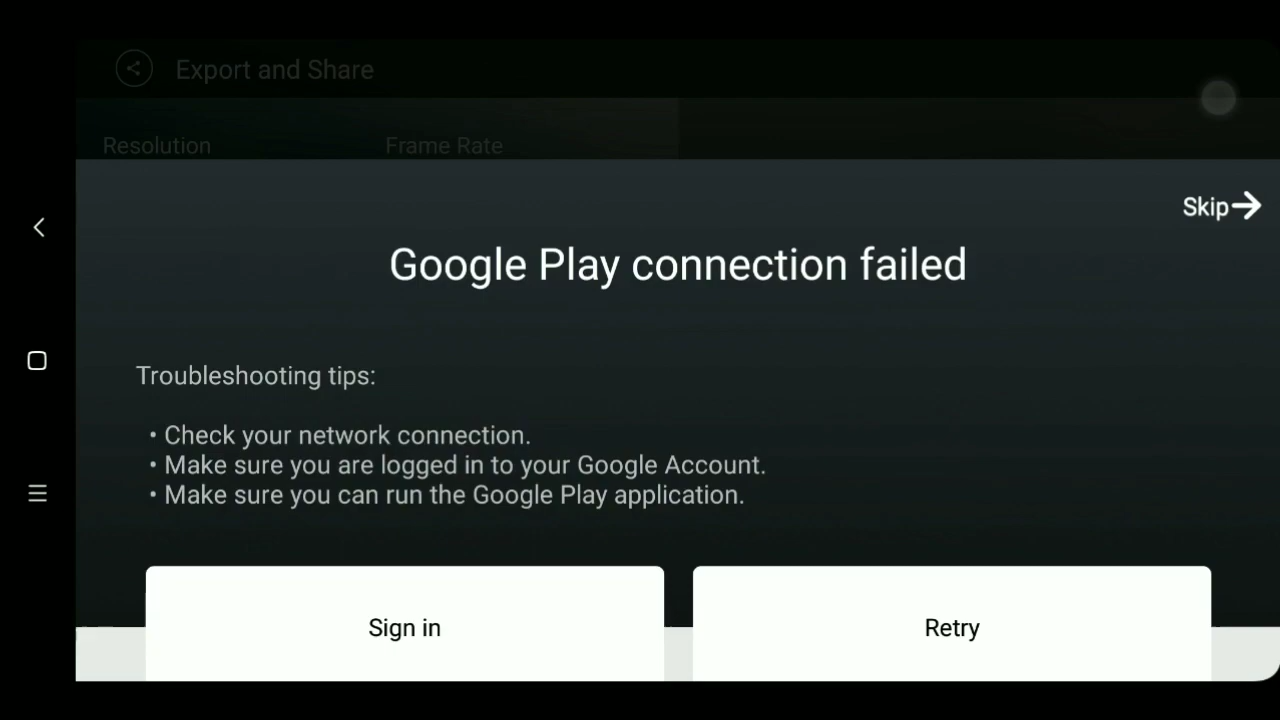 Export and Share
Resolution Frame Rate
Skip
Google Play connection failed
Troubleshooting tips:
• Check your network connection.
• Make sure you are logged in to your Google Account.
• Make sure you can run the Google Play application.
Sign in Retry